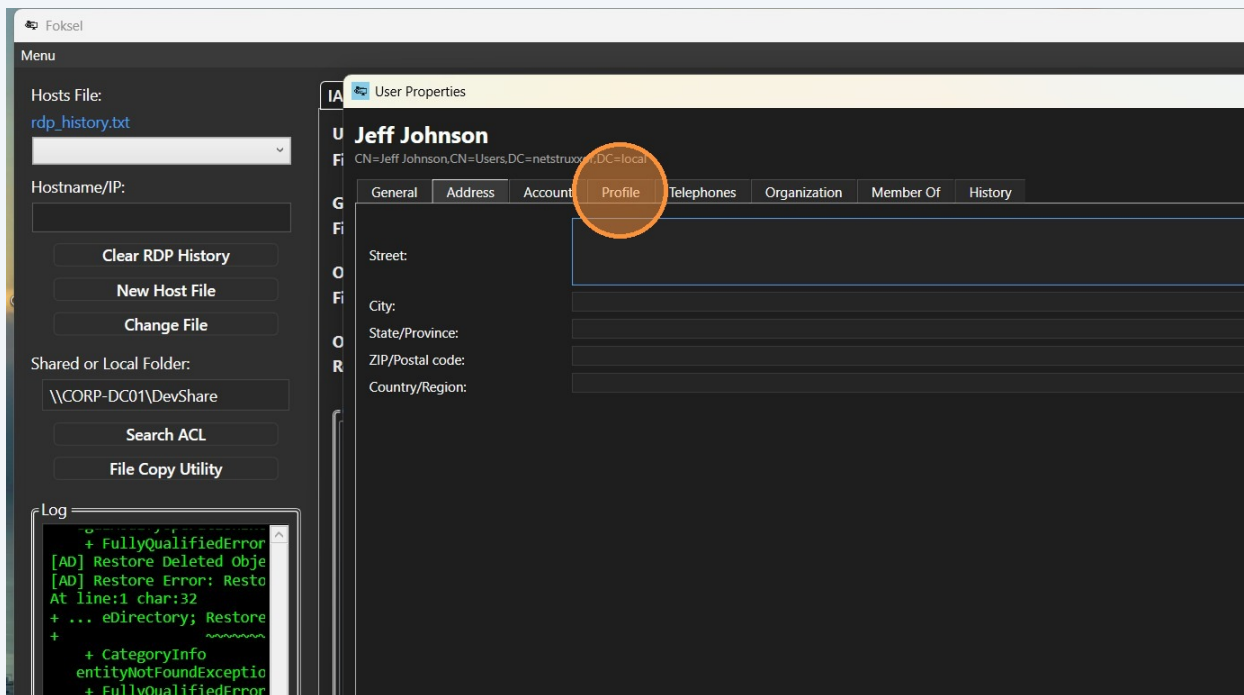 Foksel
Menu
Hosts File:
rdp_history.txt
Hostname/IP:
Clear RDP History
New Host File
Change File
Shared or Local Folder:
\\CORP-DC01\DevShare
Search ACL
File Copy Utility
Log
+ FullyQualifiedError
[AD] Restore Deleted Obje
[AD] Restore Error: Resto
At line:1 char:32
+ ... eDirectory; Restore
+ ~~~~~~~
+ CategoryInfo
entityNotFoundExceptio
+ FullyQualifiedError
IA
U
Fi
G
Fi
O
Fi
O
R
User Properties
Jeff Johnson
CN=Jeff Johnson,CN=Users,DC=local
General Address Account Profile Telephones Organization Member Of History
Street:
City:
State/Province:
ZIP/Postal code:
Country/Region: